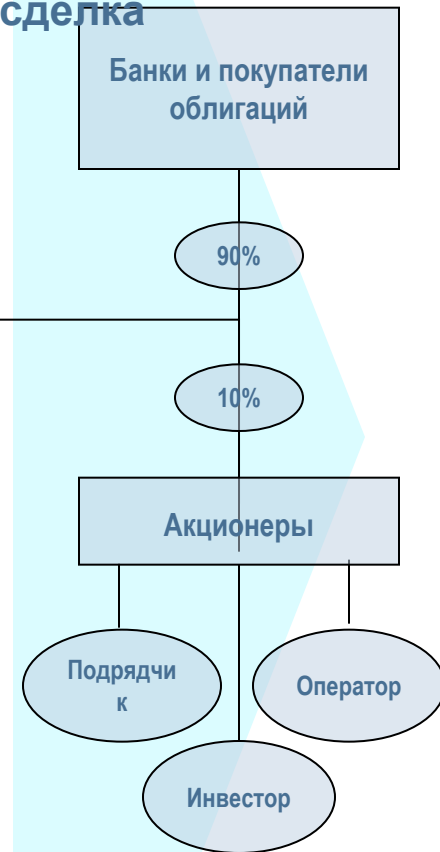 сделка
Банки и покупатели
облигаций
90%
10%
Акционеры
Подрядчи
к
Оператор
Инвестор